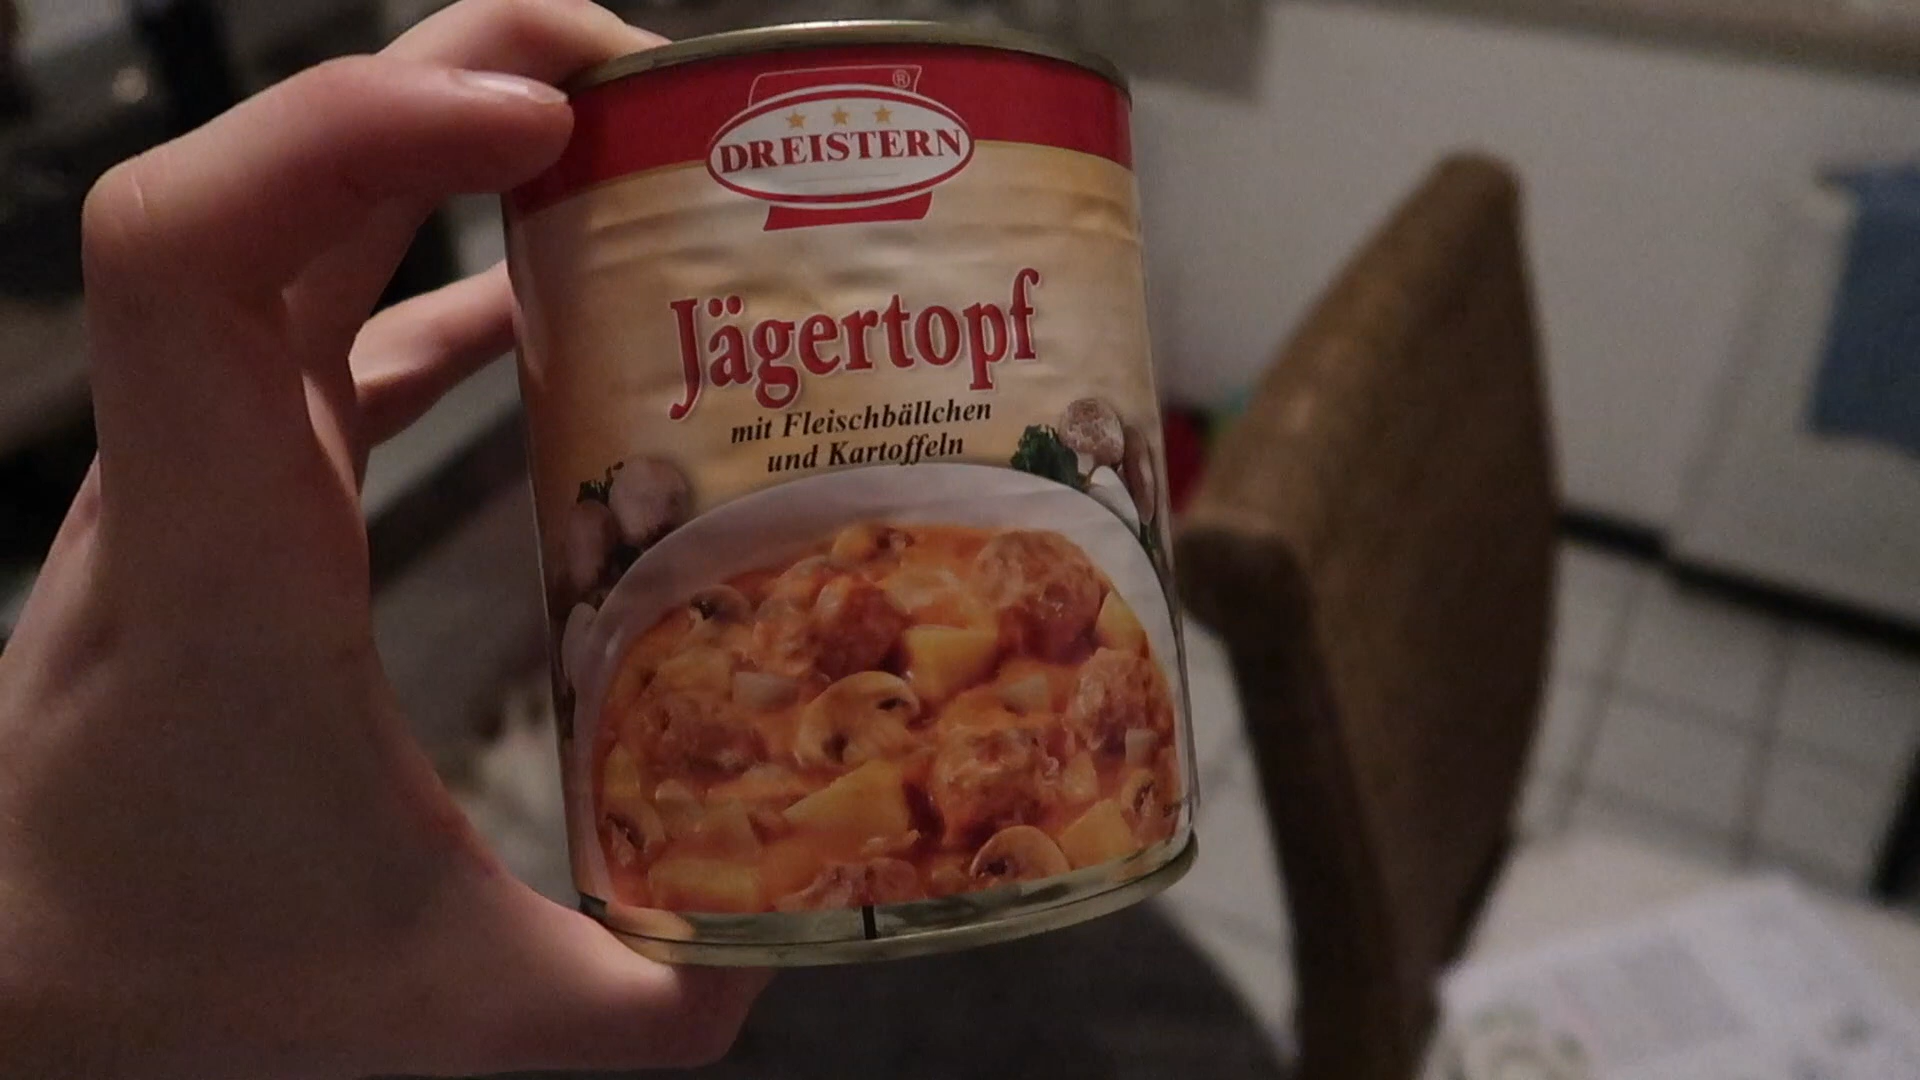 ®
DREISTERN
Jägertopf
mit Fleischbällchen
und Kartoffeln